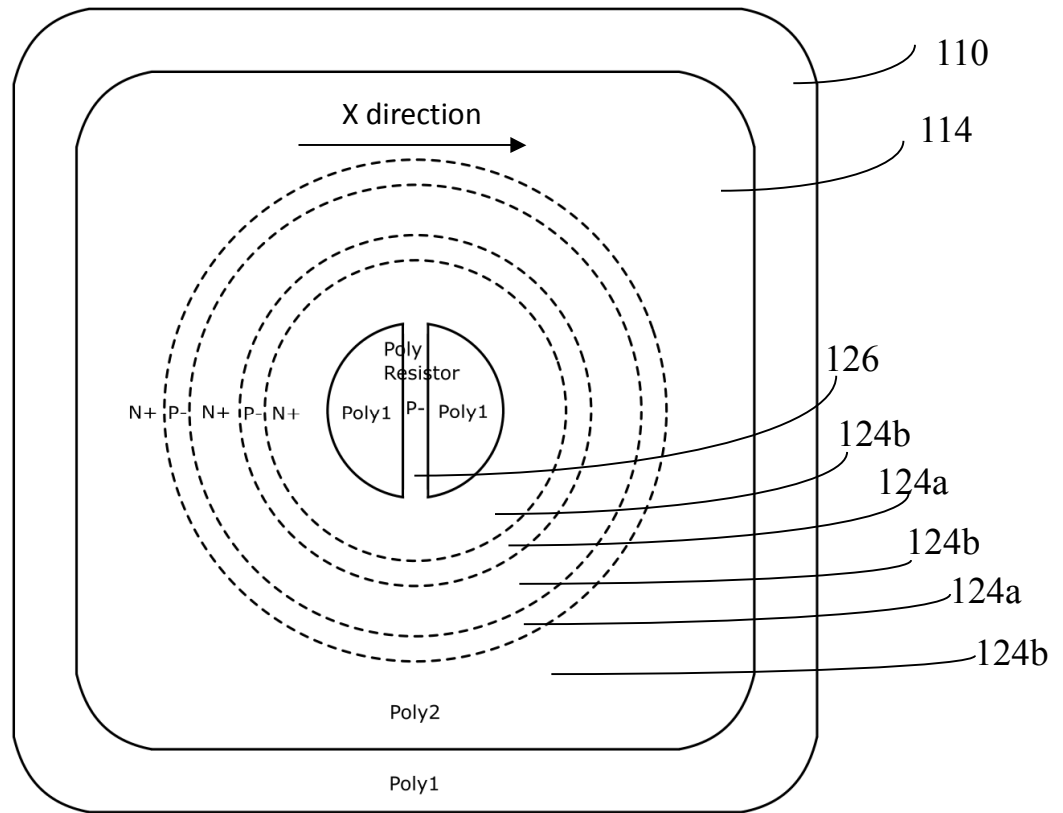 110
X direction
114
126
Poly
Resistor
N+ P- N+ P- N+ Poly1 P- Poly1
124b
124a
124b
124a
124b
Poly2
Poly1